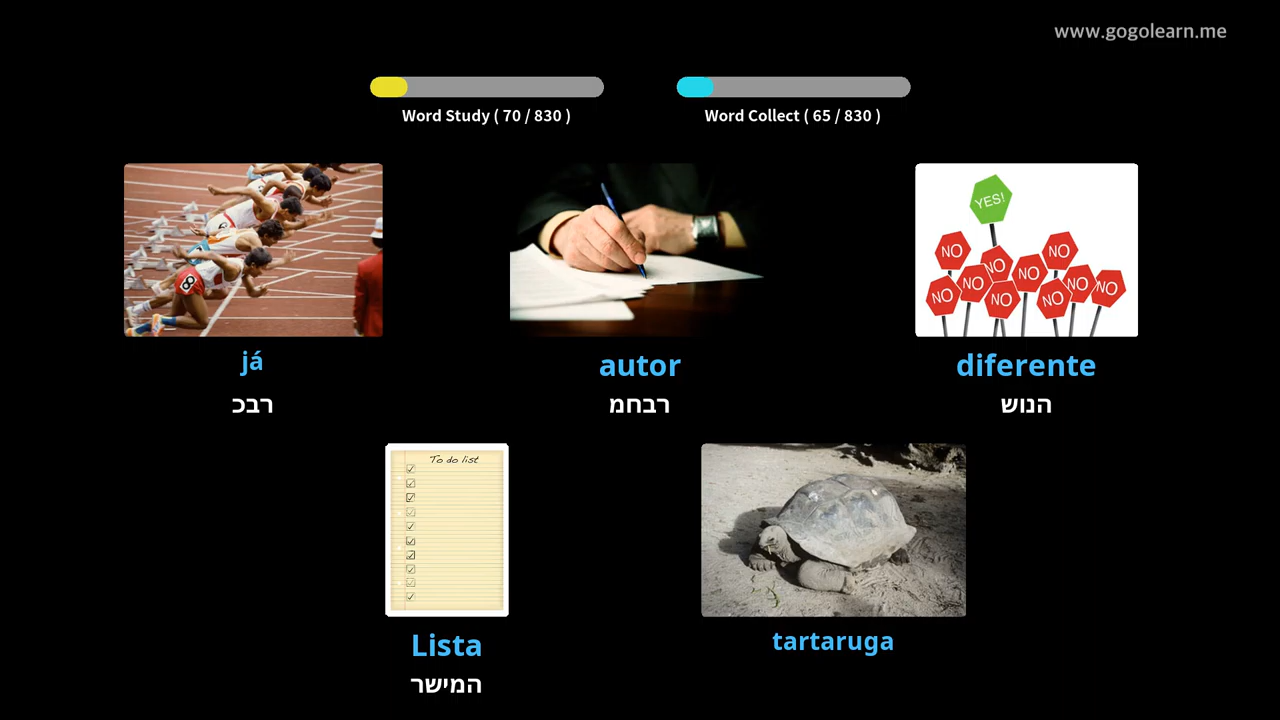 www.gogolearn.me
Word Study ( 70 / 830 )
Word Collect ( 65 / 830 )
YES!
NO
NO
NO
NO
NO
NO
NO
NO
NO
NO
já
רבכ
autor
רבחמ
diferente
הנוש
To do list
Lista
המישר
tartaruga